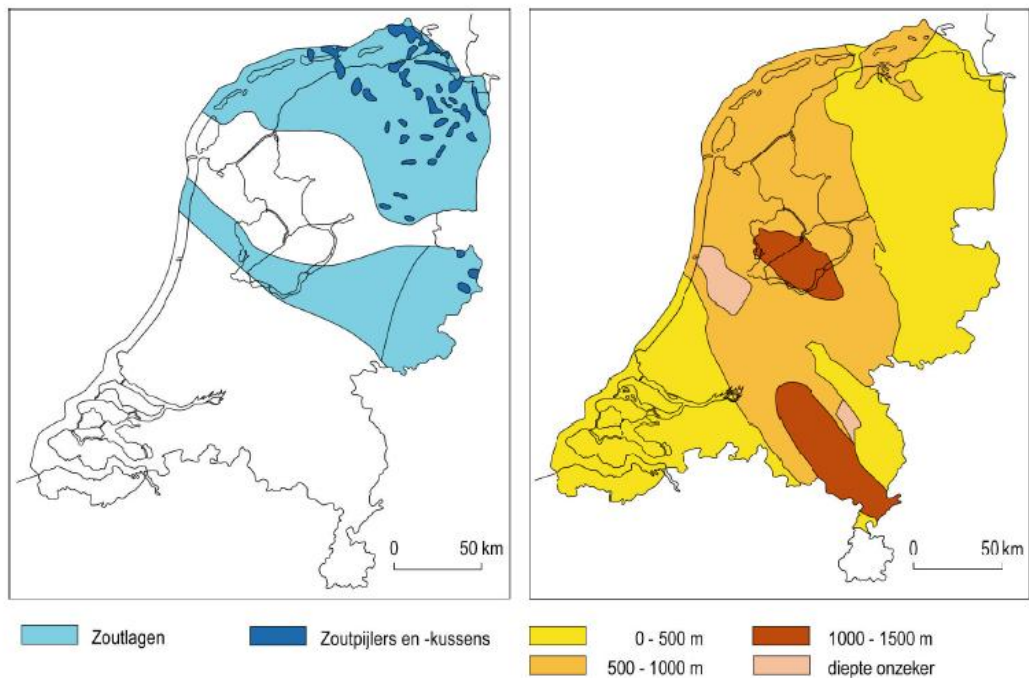 0 50 km
0 50 km
Zoutlagen
Zoutpijlers en -kussens
0 - 500 m
1000 - 1500 m
500 - 1000 m
diepte onzeker